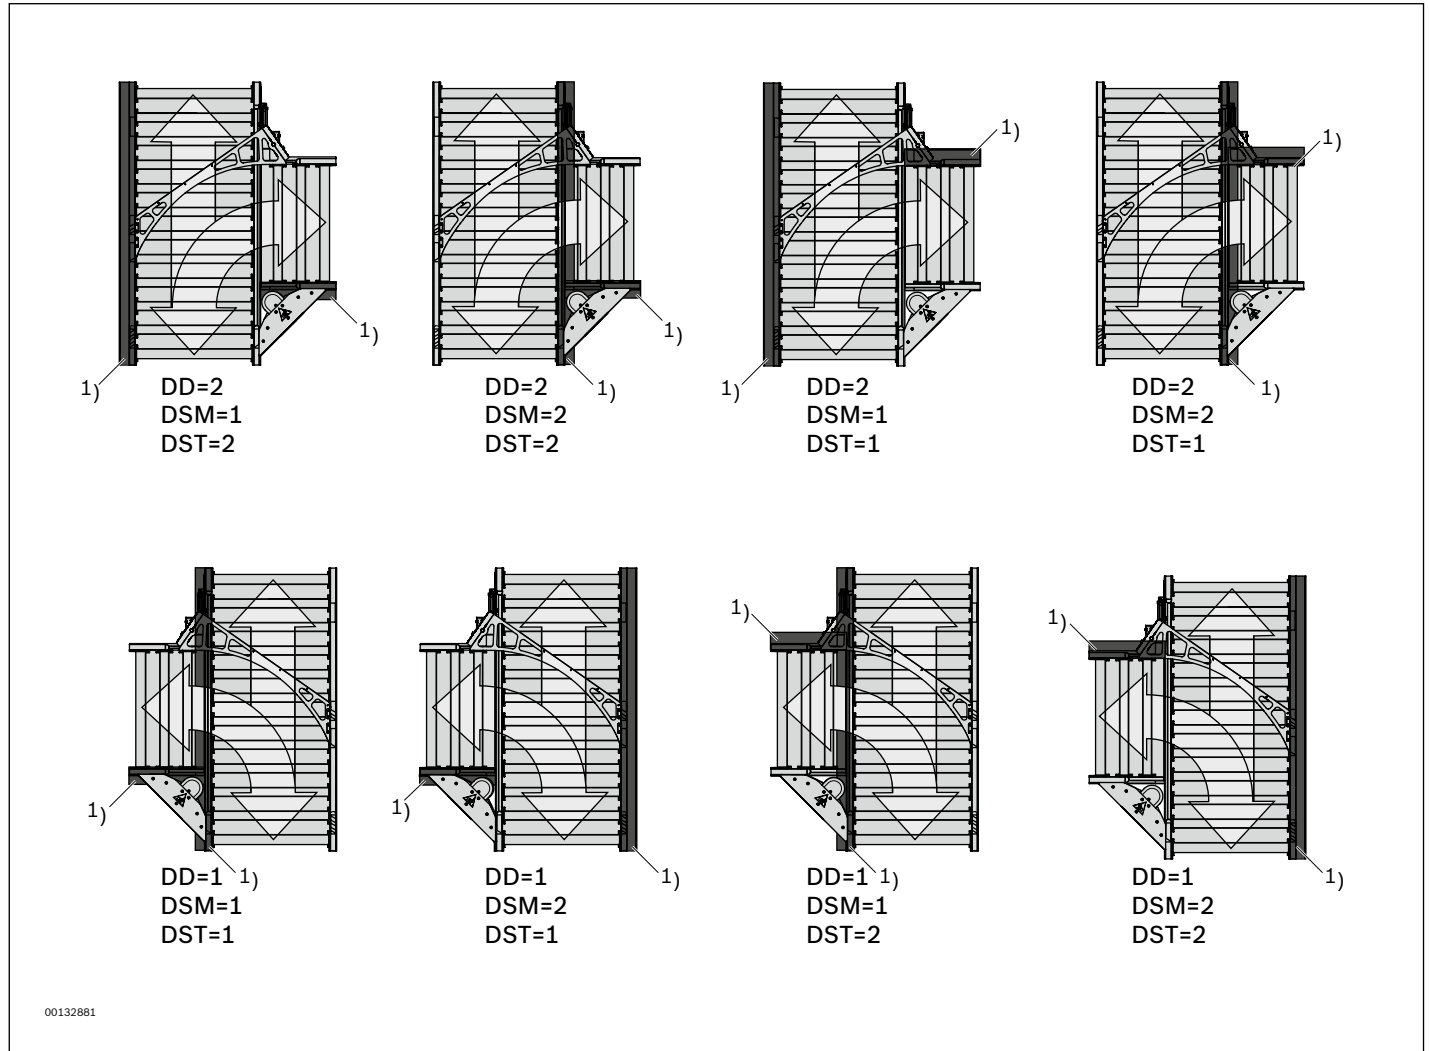 1)
1)
1)
1)
1)
1)
1)
1)
DD=2
DSM=1
DST=2
DD=2
DSM=2
DST=2
DD=2
DSM=1
DST=1
DD=2
DSM=2
DST=1
1)
1)
1)
1)
1)
1)
1)
1)
DD=1
DSM=1
DST=1
DD=1
DSM=2
DST=1
DD=1
DSM=1
DST=2
DD=1
DSM=2
DST=2
00132881